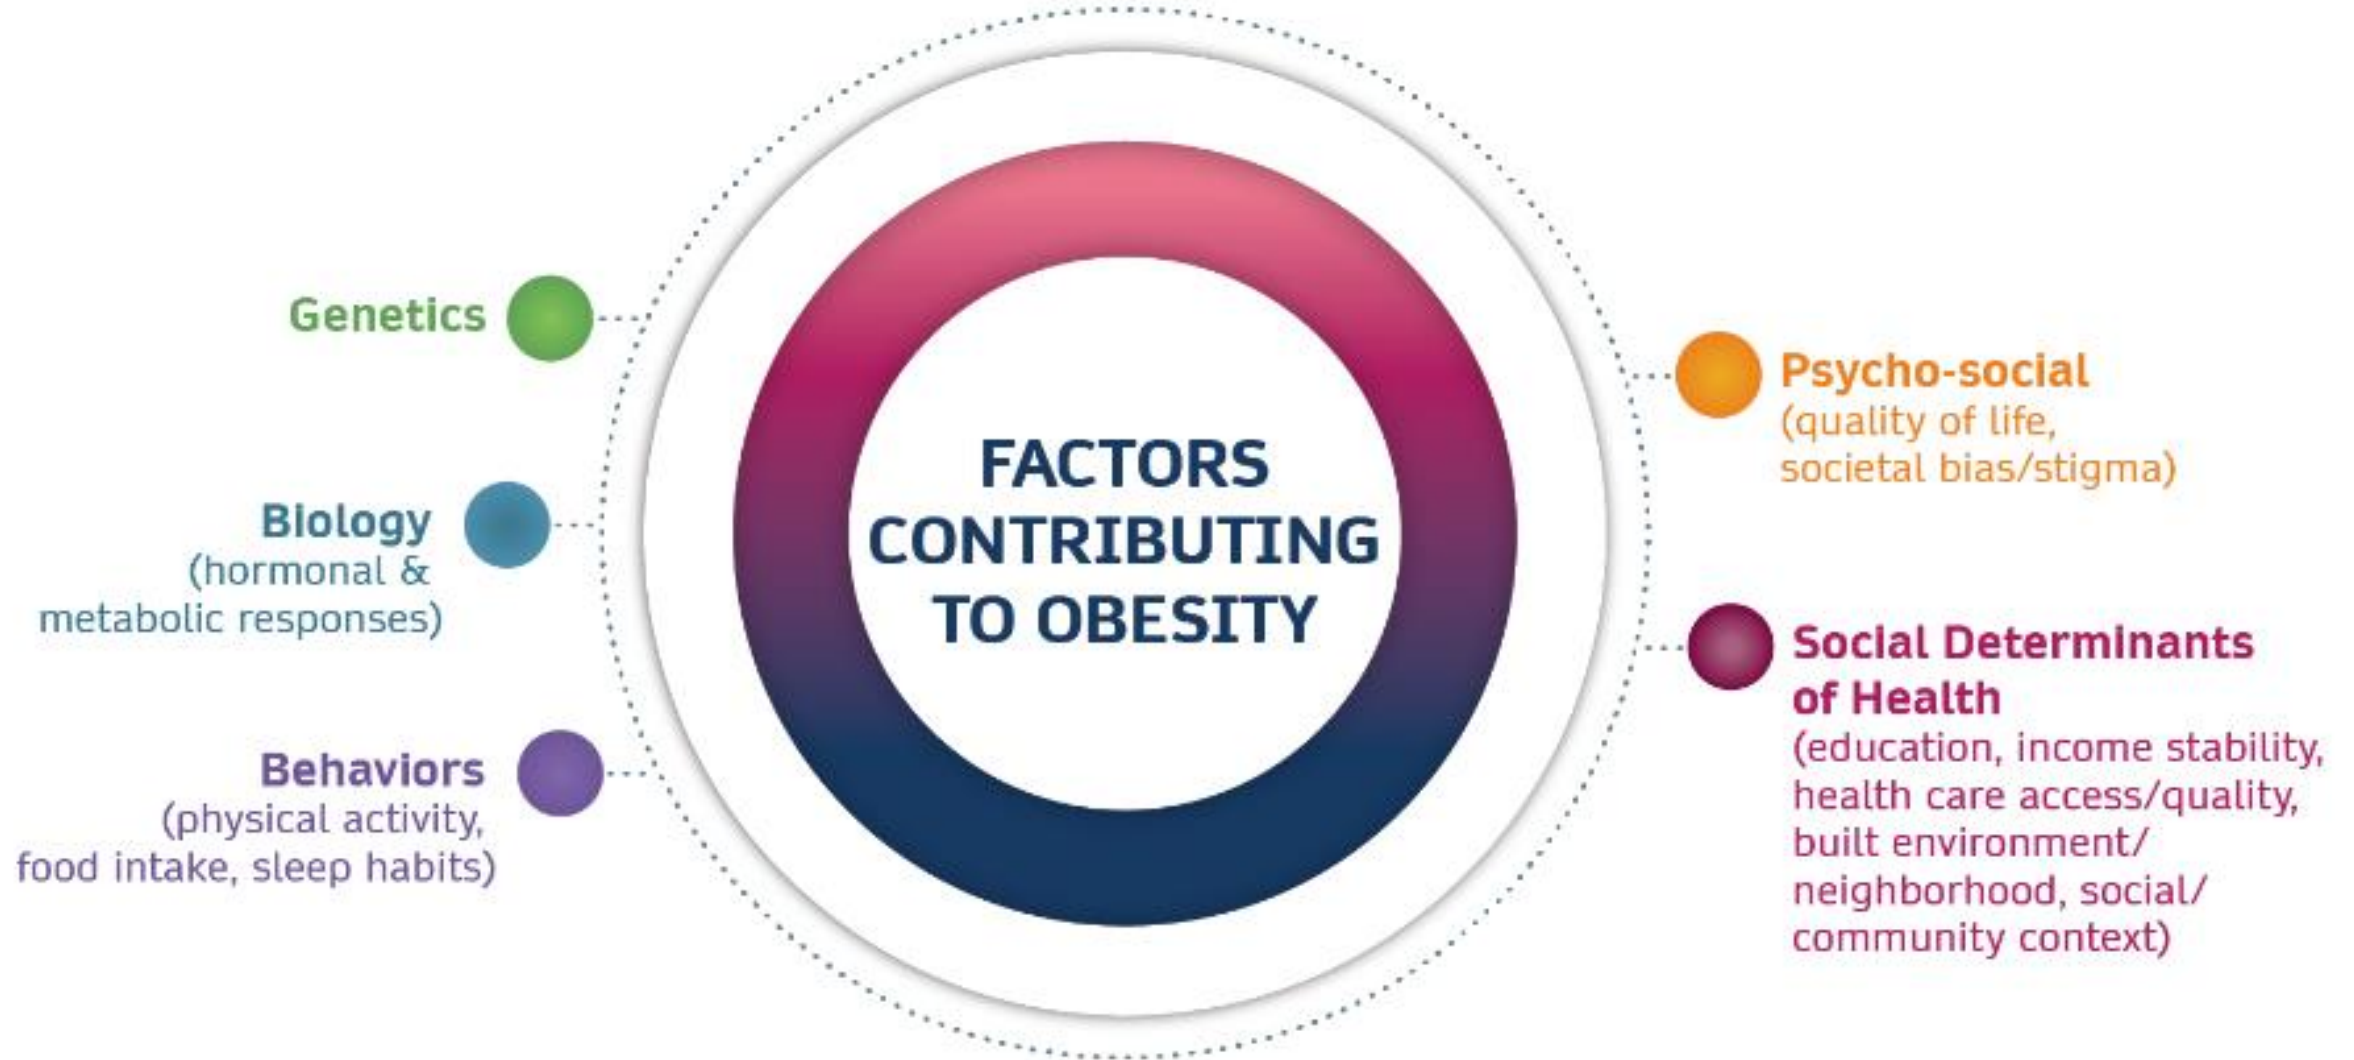 FACTORS
CONTRIBUTING
TO OBESITY
Genetics
Biology
(hormonal &
metabolic responses)
Behaviors
(physical activity,
food intake, sleep habits)
Psycho-social
(quality of life,
societal bias/stigma)
Social Determinants
of Health
(education, income stability,
health care access/quality,
built environment/
neighborhood, social/
community context)